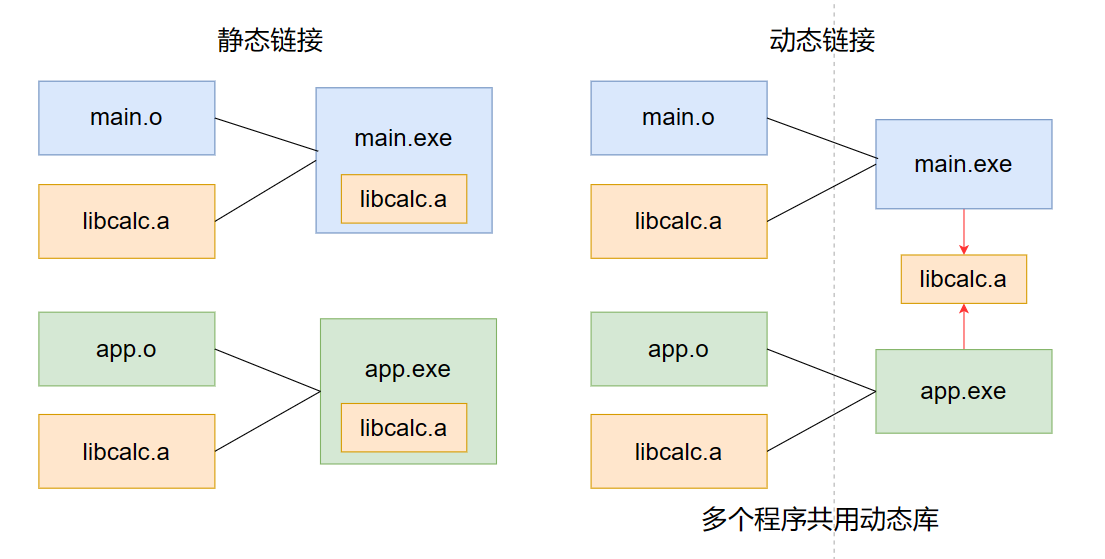 静态链接
main.o
libcalc.a
main.exe
libcalc.a
app.o
libcalc.a
app.exe
libcalc.a
动态链接
main.o
libcalc.a
main.exe
libcalc.a
app.o
libcalc.a
app.exe
多个程序共用动态库